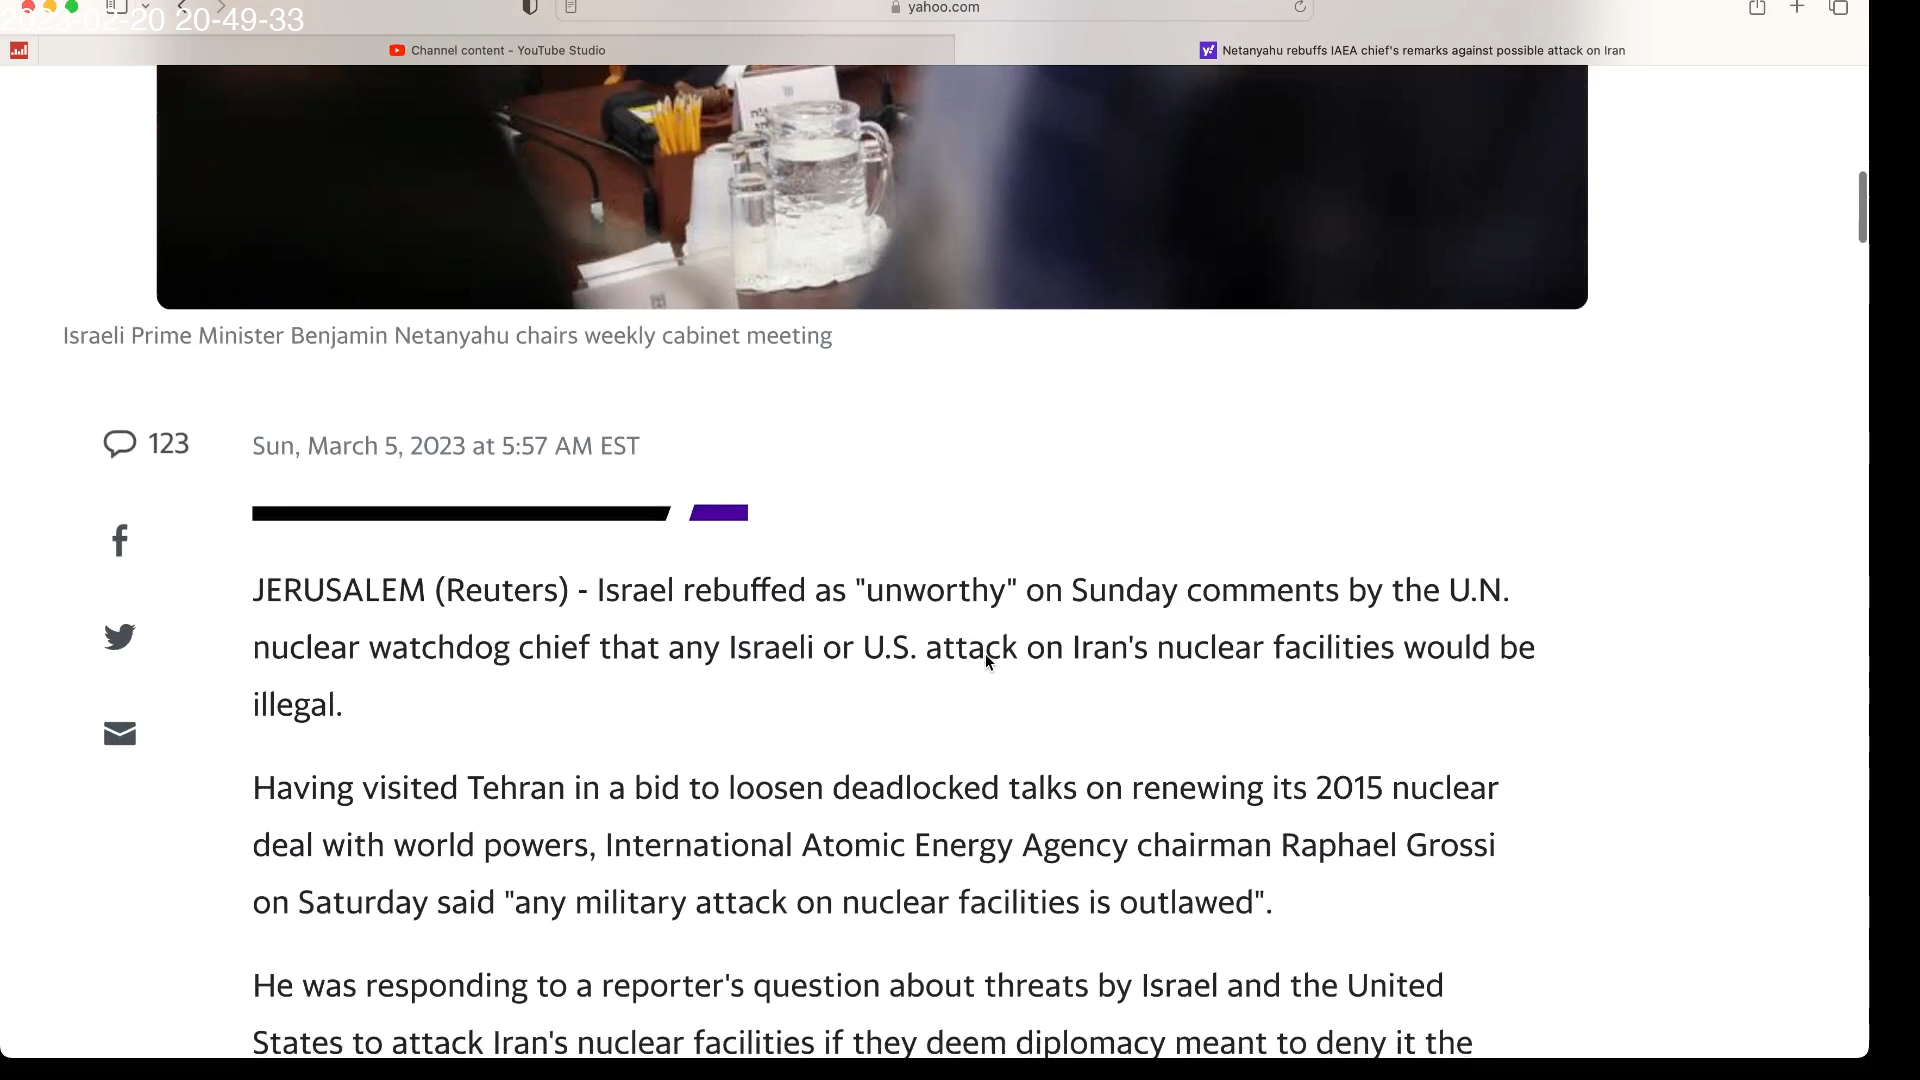 2023-02-20 20-49-33
yahoo.com
Channel content - YouTube Studio
Netanyahu rebuffs IAEA chief's remarks against possible attack on Iran
Israeli Prime Minister Benjamin Netanyahu chairs weekly cabinet meeting
123
Sun, March 5, 2023 at 5:57 AM EST
JERUSALEM (Reuters) - Israel rebuffed as "unworthy" on Sunday comments by the U.N.
nuclear watchdog chief that any Israeli or U.S. attack on Iran's nuclear facilities would be
illegal.
Having visited Tehran in a bid to loosen deadlocked talks on renewing its 2015 nuclear
deal with world powers, International Atomic Energy Agency chairman Raphael Grossi
on Saturday said "any military attack on nuclear facilities is outlawed".
He was responding to a reporter's question about threats by Israel and the United
States to attack Iran's nuclear facilities if they deem diplomacy meant to deny it the